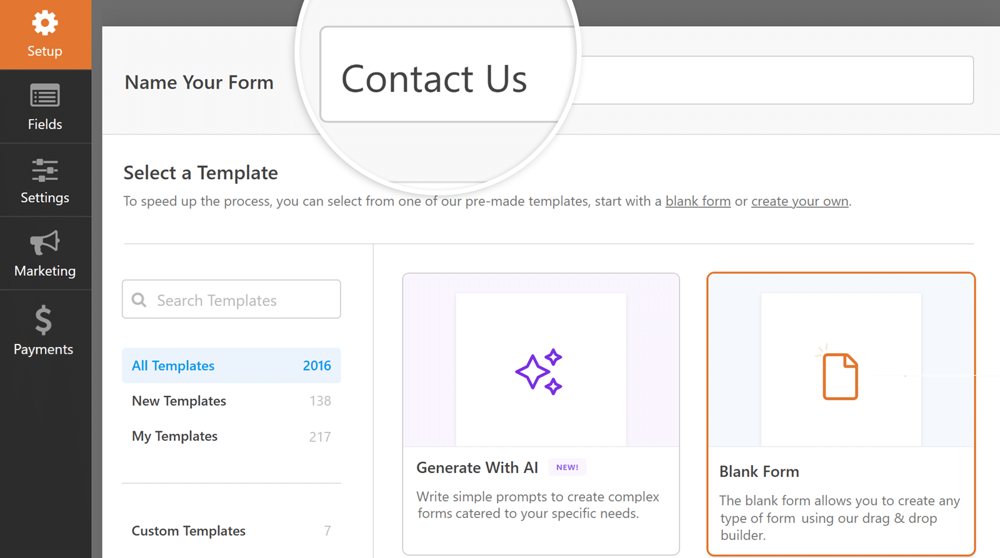 Setup
Fields
Settings
Marketing
Payments
Name Your Form
Contact Us
Select a Template
To speed up the process, you can select from one of our pre-made templates, start with a blank form or create your own.
Search Templates
All Templates 2016
New Templates 138
My Templates 217
Custom Templates 7
Generate With AI NEW!
Write simple prompts to create complex
forms catered to your specific needs.
Blank Form
The blank form allows you to create any
type of form using our drag & drop
builder.